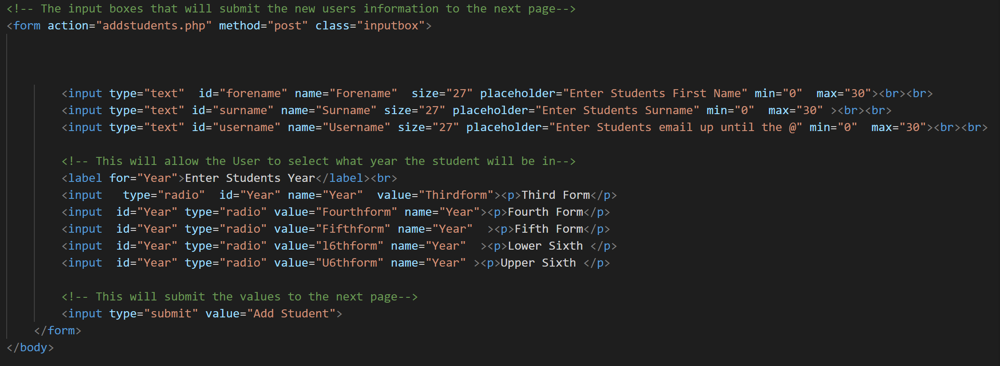 <!-- The input boxes that will submit the new users information to the next page-->
<form action="addstudents.php" method="post" class="inputbox">
<input type="text"  id="forename" name="Forename"  size="27" placeholder="Enter Students First Name" min="0"  max="30"><br><br>
<input type="text" id="surname" name="Surname" size="27" placeholder="Enter Students Surname" min="0"  max="30" ><br><br>
<input type="text" id="username" name="Username" size="27" placeholder="Enter Students email up until the @" min="0"  max="30"><br><br>
<!-- This will allow the User to select what year the student will be in-->
<label for="Year">Enter Students Year</label><br>
<input   type="radio"  id="Year" name="Year"  value="Thirdform"><p>Third Form</p>
<input  id="Year" type="radio" value="Fourthform" name="Year"><p>Fourth Form</p>
<input  id="Year" type="radio" value="Fifthform" name="Year"  ><p>Fifth Form</p>
<input  id="Year" type="radio" value="l6thform" name="Year"  ><p>Lower Sixth </p>
<input  id="Year" type="radio" value="U6thform" name="Year" ><p>Upper Sixth </p>
<!-- This will submit the values to the next page-->
<input type="submit" value="Add Student">
</form>
</body>